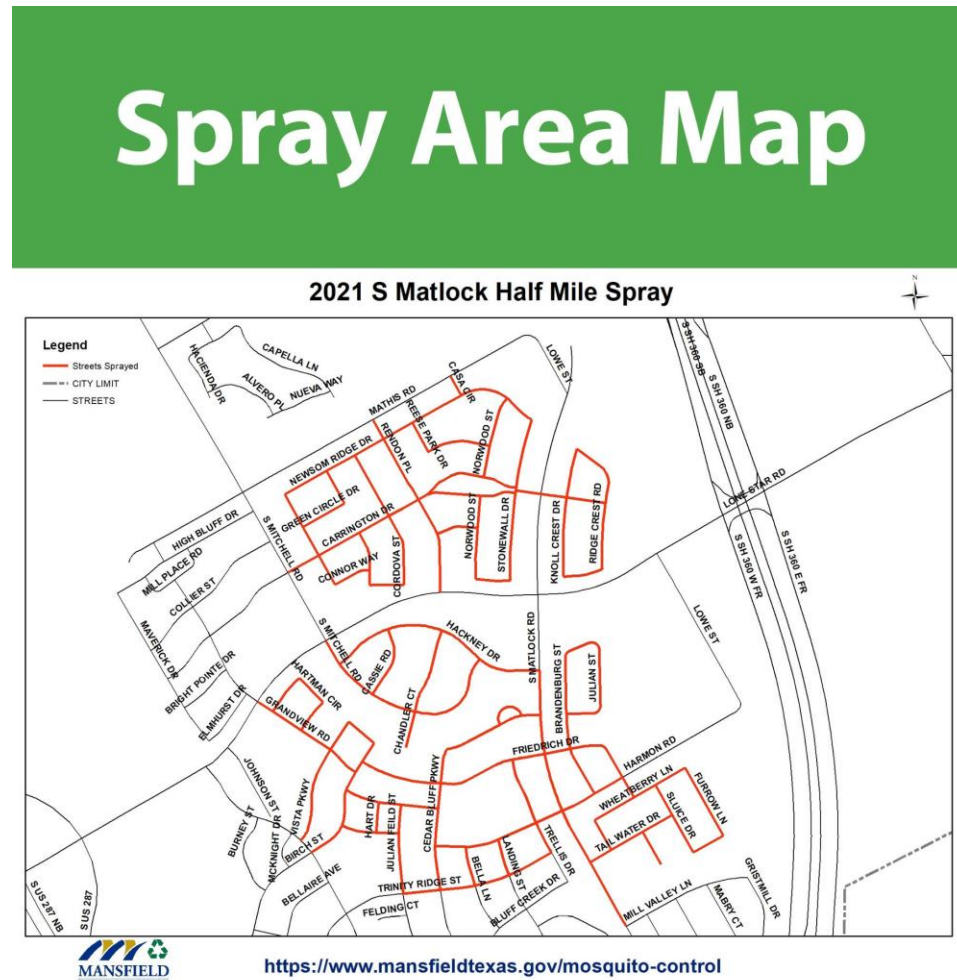 Spray Area Map
2021 S Matlock Half Mile Spray
N
Legend
Streets Sprayed
CITY LIMIT
STREETS
HACIENDA DR
CAPELLA LN
ALVERO PL
NUEVA WAY
MATHIS RD
CASA CIR
LOWE ST
S SH 360 SB
S SH 360 NB
REESE PARK DR
RENDON PL
NORWOOD ST
NEWSOM RIDGE DR
GREEN CIRCLE DR
CARRINGTON DR
HIGH BLUFF DR
S MITCHELL RD
MILL PLACE RD
COLLIER ST
CONNOR WAY
CORDOVA ST
NORWOOD ST
STONEWALL DR
KNOLL CREST DR
RIDGE CREST RD
LONE STAR RD
S SH 360 W FR
S SH 360 E FR
MAVERICK DR
S MITCHELL RD
HACKNEY DR
S MATLOCK RD
LOWE ST
CASSIE RD
BRIGHT POINTE DR
ELMHURST DR
HARTMAN CIR
GRANDVIEW RD
CHANDLER CT
BRANDENBURG ST
JULIAN ST
FRIEDRICH DR
HARMON RD
JOHNSON ST
VISTA PKWY
HART DR
JULIAN FEILD ST
CEDAR BLUFF PKWY
WHEATBERRY LN
FURROW LN
SLUICE DR
TAIL WATER DR
BURNEY ST
MCKNIGHT DR
BIRCH ST
BELLAIRE AVE
TRINITY RIDGE ST
BELLA LN
LANDING ST
TRELLIS DR
FELDING CT
BLUFF CREEK DR
MILL VALLEY LN
MABRY CT
GRISTMILL DR
S US 287 NB
S US 287
MANSFIELD
https://www.mansfieldtexas.gov/mosquito-control